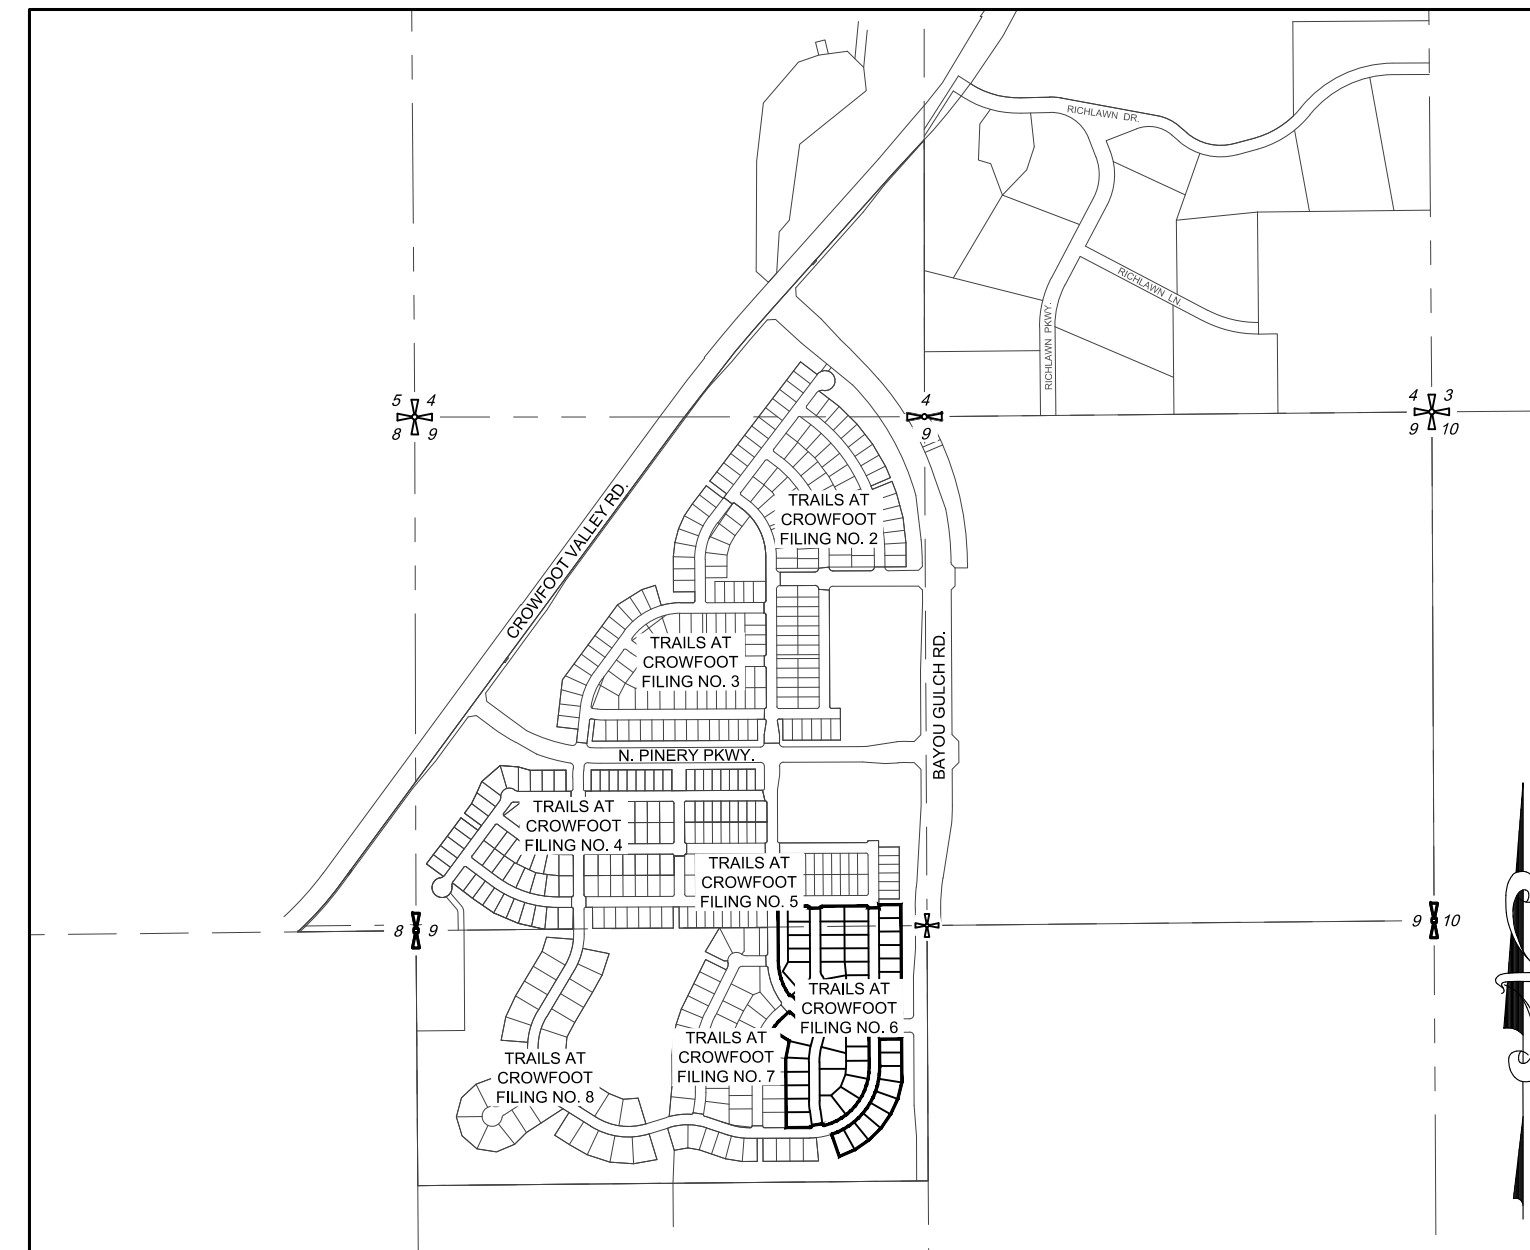 RICHLAWN DR.
RICHLAWN LN.
RICHLAWN PKWY.
5 4
8 9
4
9
4 3
9 10
CROWFOOT VALLEY RD.
TRAILS AT
CROWFOOT
FILING NO. 2
TRAILS AT
CROWFOOT
FILING NO. 3
BAYOU GULCH RD.
N. PINERY PKWY.
TRAILS AT
CROWFOOT
FILING NO. 4
TRAILS AT
CROWFOOT
FILING NO. 5
8 9
9 10
TRAILS AT
CROWFOOT
FILING NO. 6
TRAILS AT
CROWFOOT
FILING NO. 7
TRAILS AT
CROWFOOT
FILING NO. 8